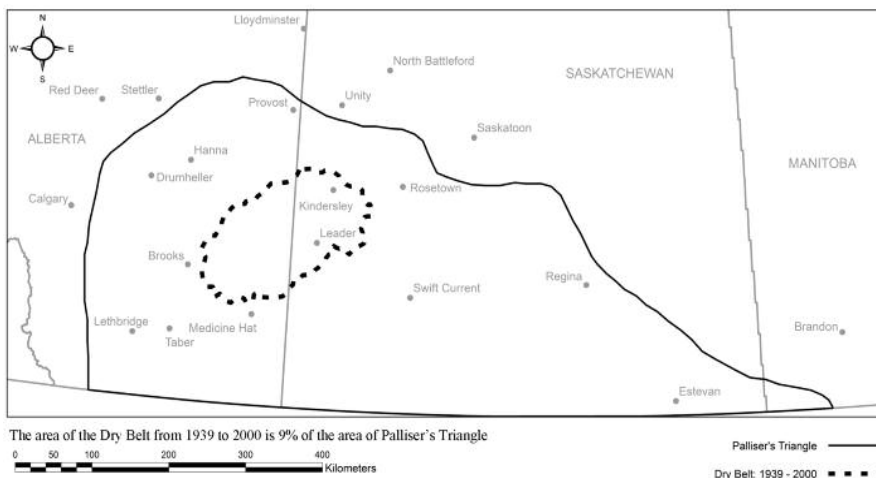 N
W E
S
Lloydminster
North Battleford
SASKATCHEWAN
Red Deer
Stettler
Provost
Unity
Saskatoon
ALBERTA
Hanna
MANITOBA
Drumheller
Rosetown
Calgary
Kindersley
Leader
Brooks
Regina
Swift Current
Lethbridge
Medicine Hat
Taber
Brandon
Estevan
The area of the Dry Belt from 1939 to 2000 is 9% of the area of Palliser's Triangle
Palliser's Triangle
0 100 200 300 400
Kilometers
Dry Belt: 1939 - 2000